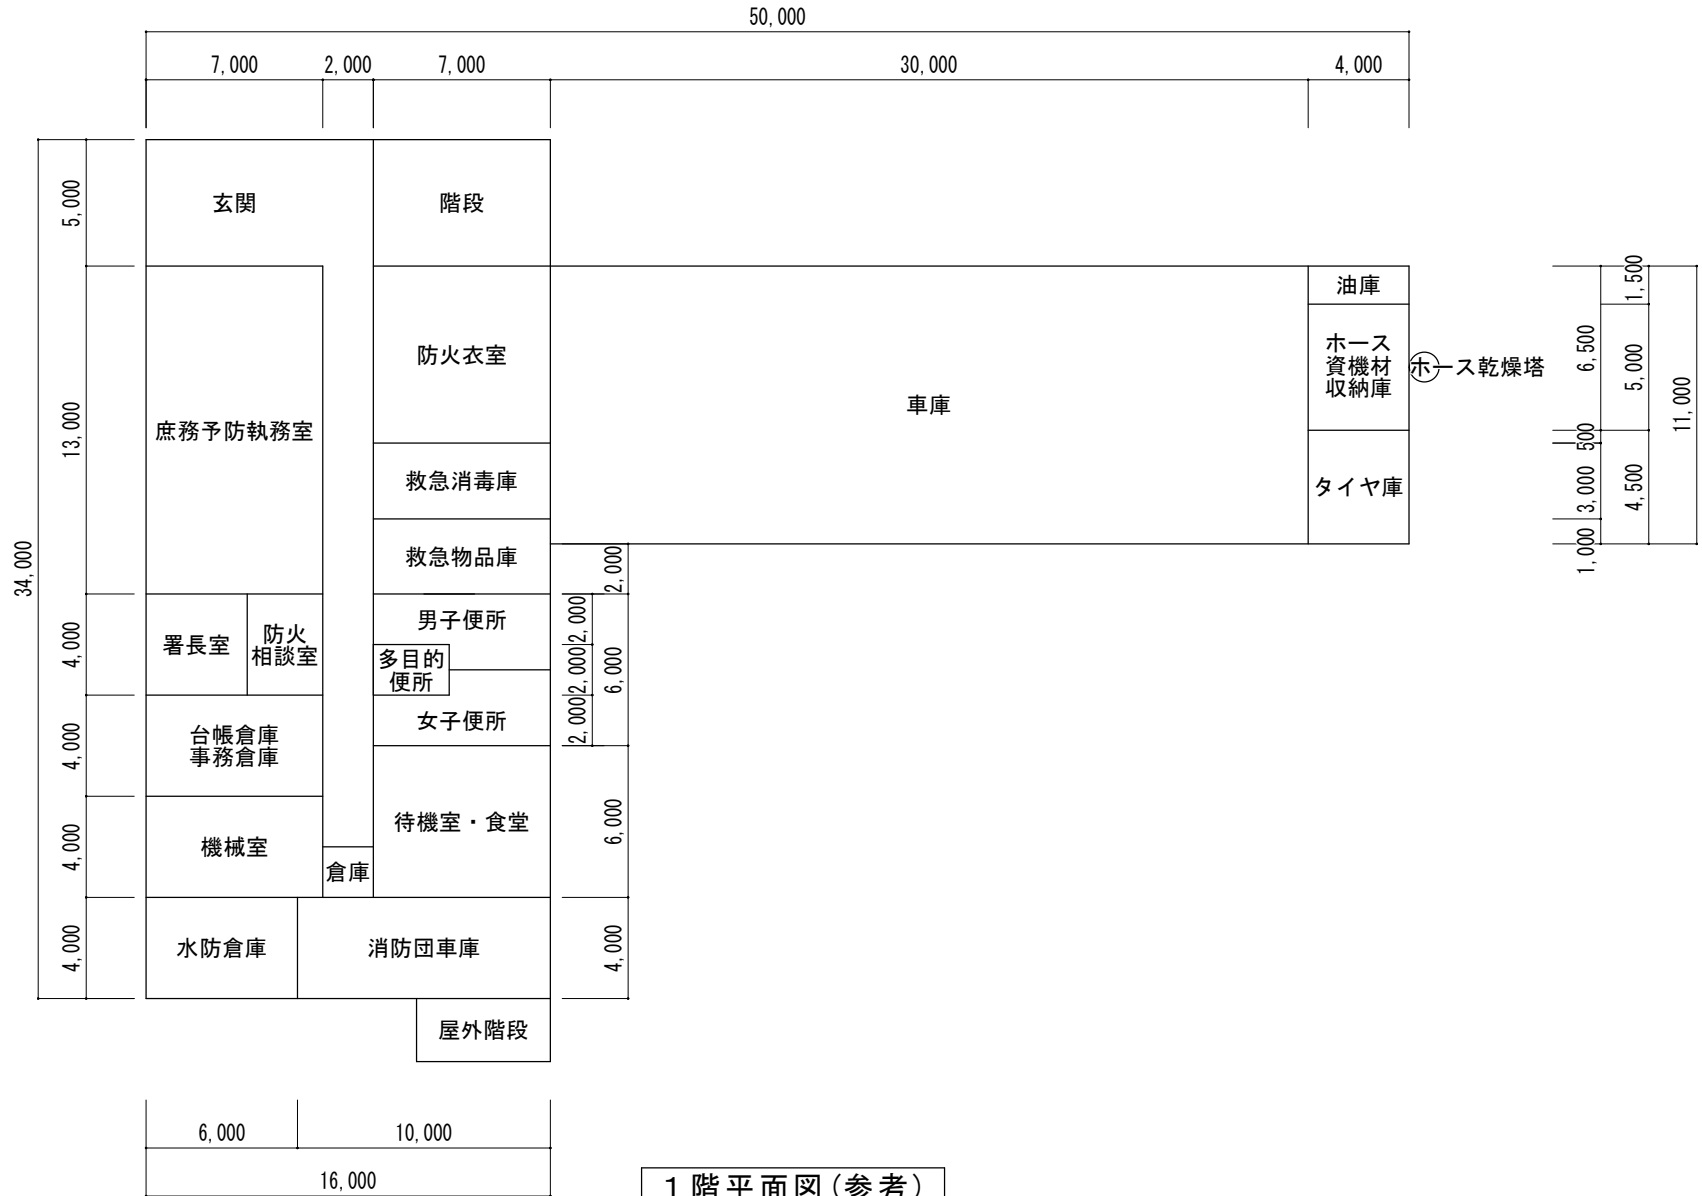 50,000
7,000
2,000
7,000
30,000
4,000
5,000
13,000
34,000
4,000
4,000
4,000
4,000
玄関
階段
庶務予防執務室
防火衣室
救急消毒庫
救急物品庫
車庫
油庫
ホース
資機材
収納庫
ホース乾燥塔
タイヤ庫
1,500
6,500
5,000
11,000
500
3,000
4,500
1,000
署長室
防火
相談室
男子便所
多目的
便所
女子便所
2,000
2,000
2,000
2,000
6,000
台帳倉庫
事務倉庫
機械室
倉庫
待機室・食堂
6,000
水防倉庫
消防団車庫
4,000
屋外階段
6,000
10,000
16,000
1階平面図(参考)